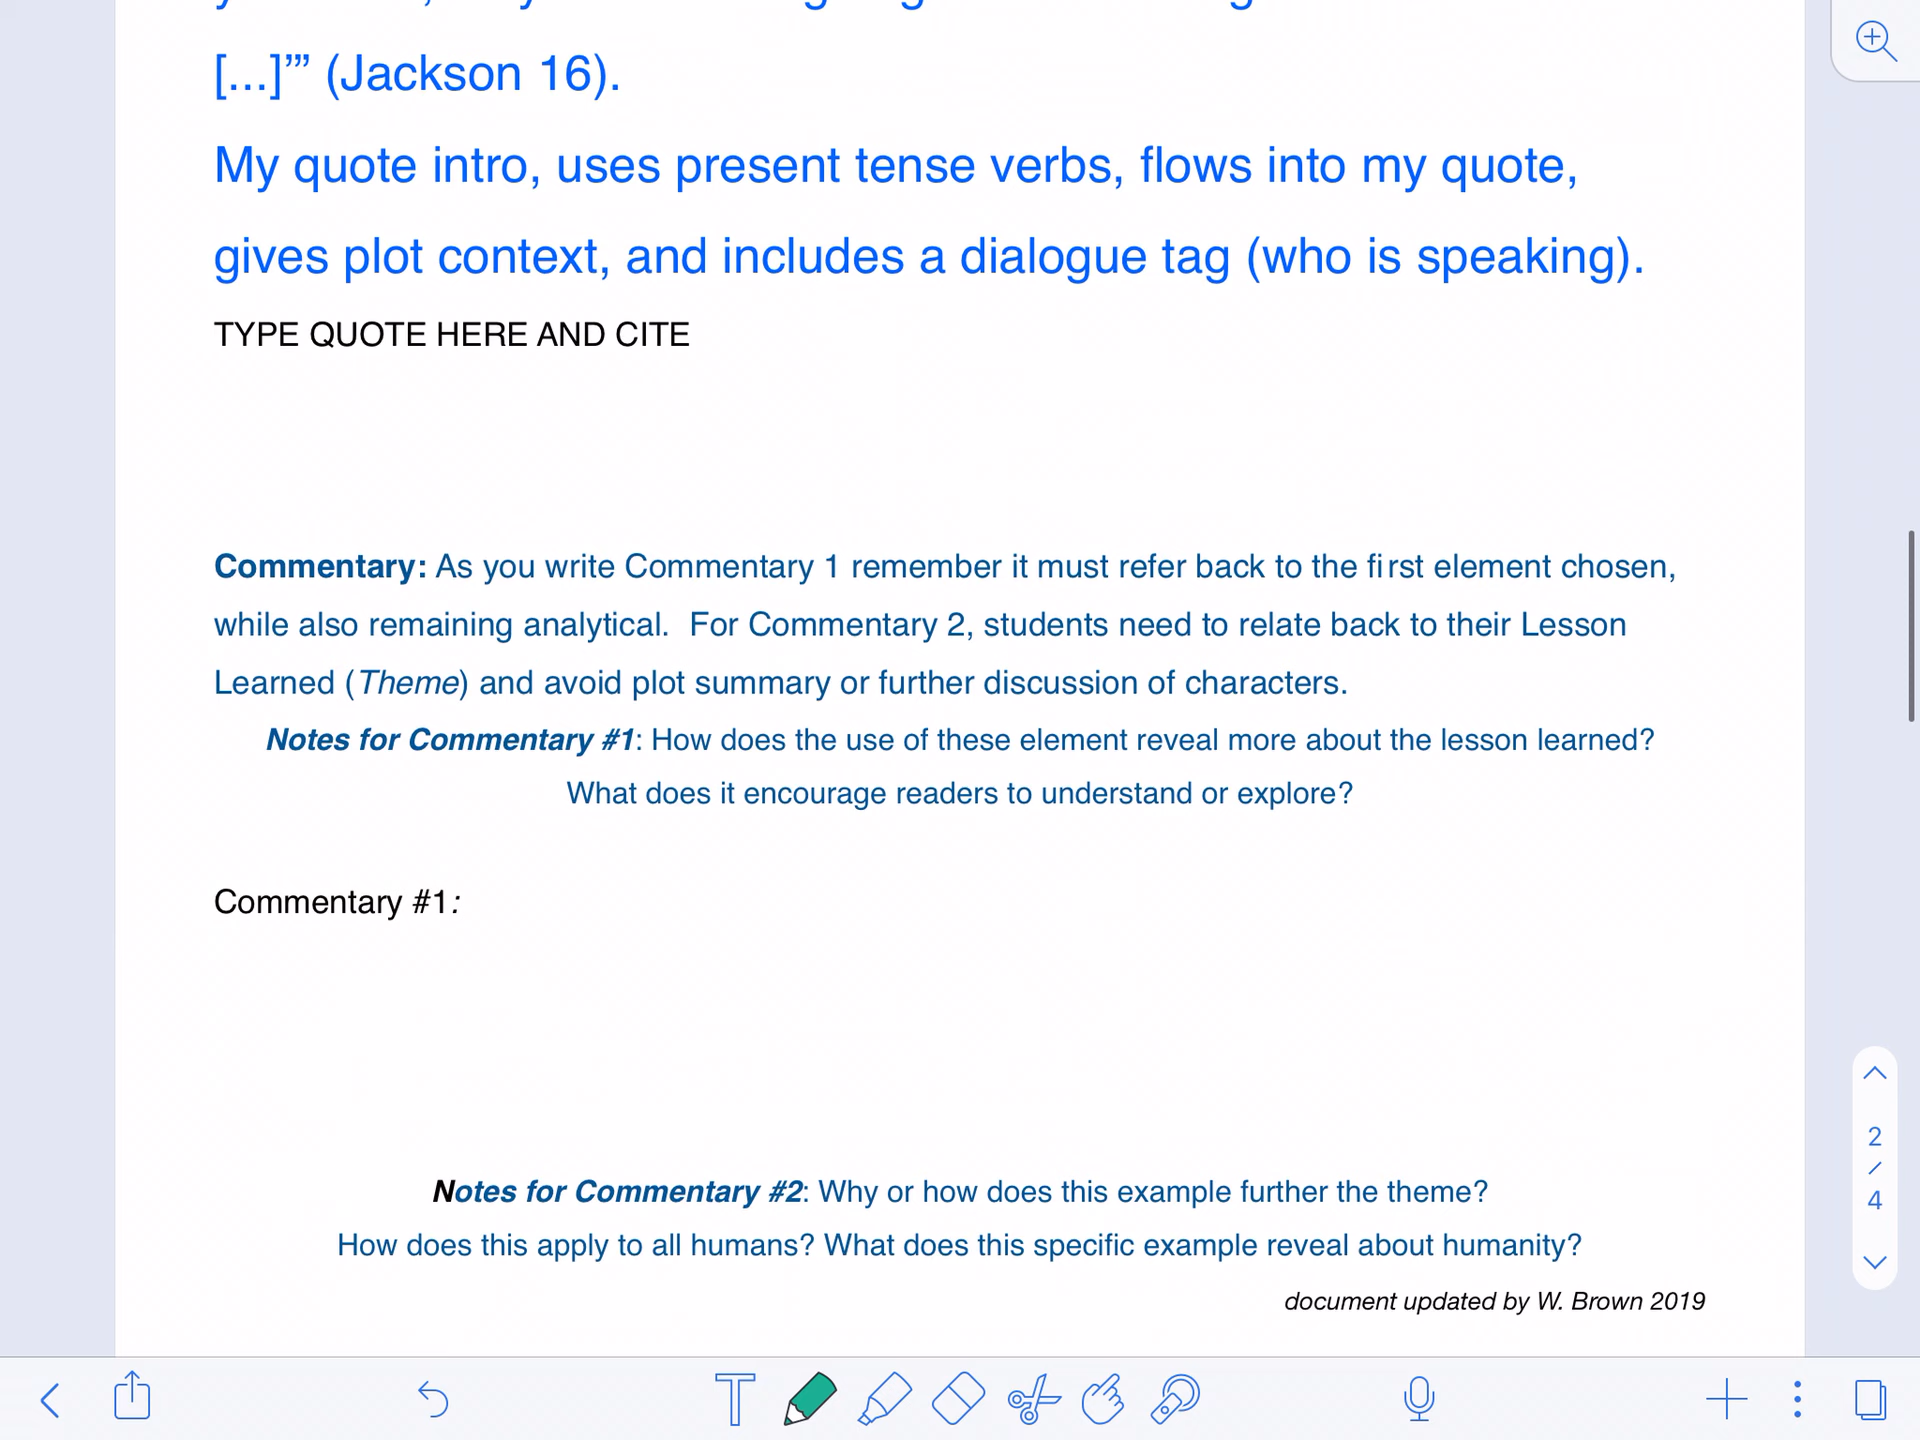 [...]’” (Jackson 16).
My quote intro, uses present tense verbs, flows into my quote,
gives plot context, and includes a dialogue tag (who is speaking).
TYPE QUOTE HERE AND CITE
Commentary: As you write Commentary 1 remember it must refer back to the first element chosen,
while also remaining analytical.  For Commentary 2, students need to relate back to their Lesson
Learned (Theme) and avoid plot summary or further discussion of characters.
Notes for Commentary #1: How does the use of these element reveal more about the lesson learned?
What does it encourage readers to understand or explore?
Commentary #1:
Notes for Commentary #2: Why or how does this example further the theme?
How does this apply to all humans? What does this specific example reveal about humanity?
document updated by W. Brown 2019
2
/
4